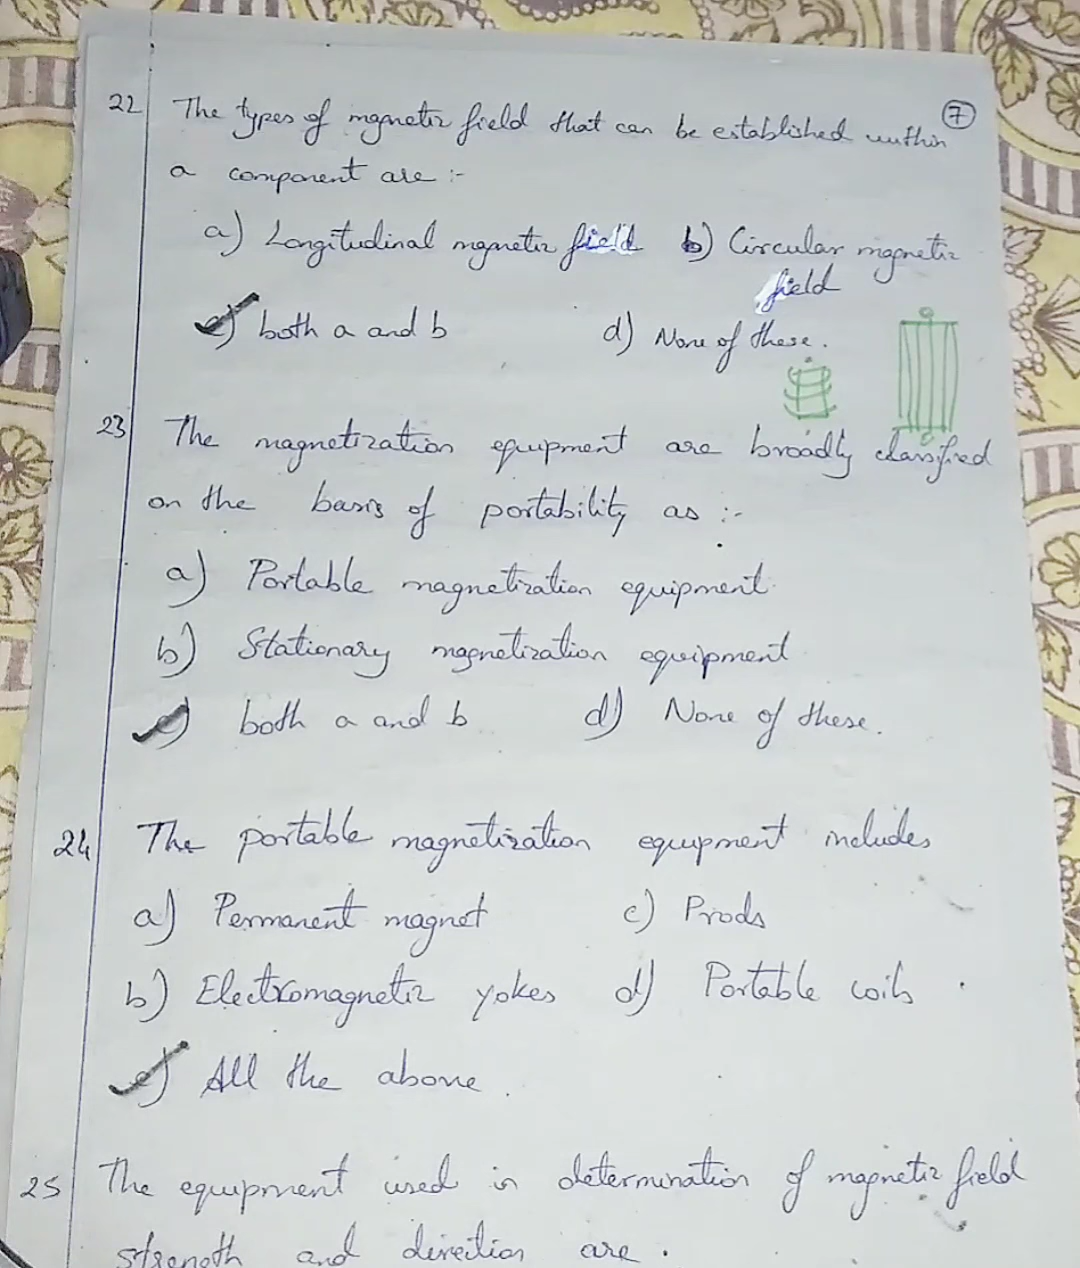 22 The types of magnetic field that can be established within ⑦
a component are :-
a) Longitudinal magnetic field b) Circular magnetic
field
c) both a and b d) None of these.
23 The magnetization equipment are broadly classified
on the basis of portability as :-
a) Portable magnetization equipment
b) Stationary magnetization equipment
c) both a and b d) None of these.
24 The portable magnetization equipment includes
a) Permanent magnet c) Prods
b) Electromagnetic yokes d) Portable coils.
e) All the above.
25 The equipment used in determination of magnetic field
strength and direction are.